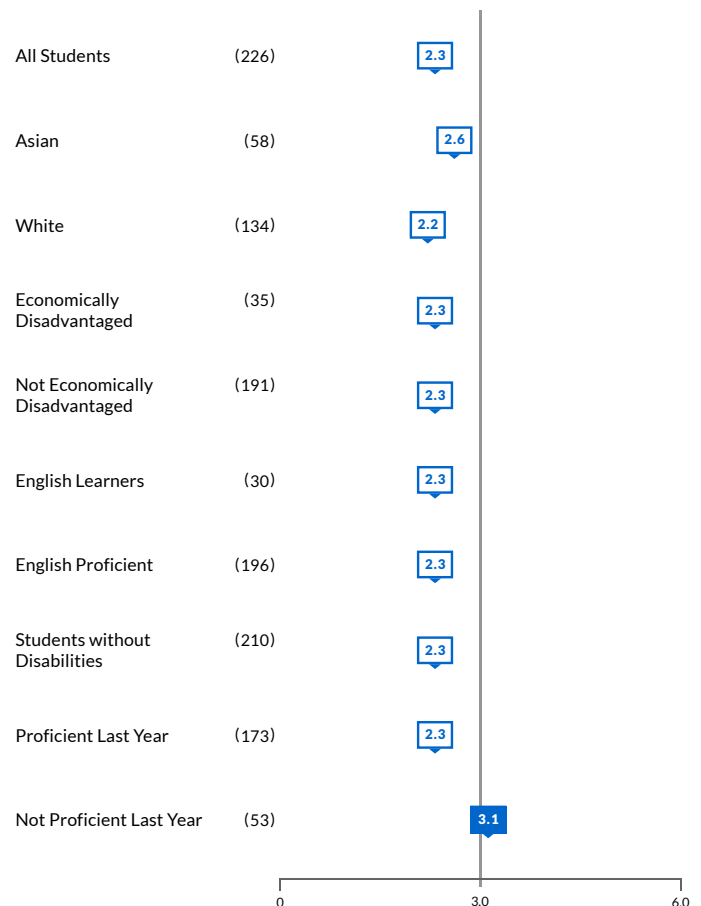 All Students (226) 2.3
Asian (58) 2.6
White (134) 2.2
Economically (35)
Disadvantaged
2.3
Not Economically (191)
Disadvantaged
2.3
English Learners (30) 2.3
English Proficient (196) 2.3
Students without (210)
Disabilities
2.3
Proficient Last Year (173) 2.3
Not Proficient Last Year (53) 3.1
0 3.0 6.0